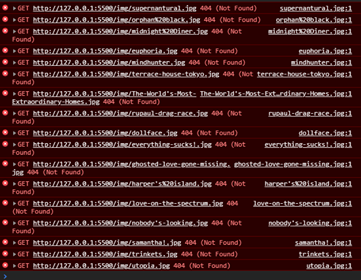 GET http://127.0.0.1:5500/img/supernantural.jpg 404 (Not Found) supernantural.jpg:1
GET http://127.0.0.1:5500/img/orphan%20black.jpg 404 (Not Found) orphan%20black.jpg:1
GET http://127.0.0.1:5500/img/midnight%20Diner.jpg 404 (Not midnight%20Diner.jpg:1
Found)
GET http://127.0.0.1:5500/img/euphoria.jpg 404 (Not Found) euphoria.jpg:1
GET http://127.0.0.1:5500/img/mindhunter.jpg 404 (Not Found) mindhunter.jpg:1
GET http://127.0.0.1:5500/img/terrace-house-tokyo.jpg 404 (Not terrace-house-tokyo.jpg:1
Found)
GET http://127.0.0.1:5500/img/The-World's-Most- The-World's-Most-Ext…rdinary-Homes.jpg:1
Extraordinary-Homes.jpg 404 (Not Found)
GET http://127.0.0.1:5500/img/rupaul-drag-race.jpg 404 (Not rupaul-drag-race.jpg:1
Found)
GET http://127.0.0.1:5500/img/dollface.jpg 404 (Not Found) dollface.jpg:1
GET http://127.0.0.1:5500/img/everything-sucks!.jpg 404 (Not everything-sucks!.jpg:1
Found)
GET http://127.0.0.1:5500/img/ghosted-love-gone-missing. ghosted-love-gone-missing.jpg:1
jpg 404 (Not Found)
GET http://127.0.0.1:5500/img/harper's%20island.jpg 404 (Not harper's%20island.jpg:1
Found)
GET http://127.0.0.1:5500/img/love-on-the-spectrum.jpg 404 (Not love-on-the-spectrum.jpg:1
Found)
GET http://127.0.0.1:5500/img/nobody's-looking.jpg 404 (Not nobody's-looking.jpg:1
Found)
GET http://127.0.0.1:5500/img/samantha!.jpg 404 (Not Found) samantha!.jpg:1
GET http://127.0.0.1:5500/img/trinkets.jpg 404 (Not Found) trinkets.jpg:1
GET http://127.0.0.1:5500/img/utopia.jpg 404 (Not Found) utopia.jpg:1